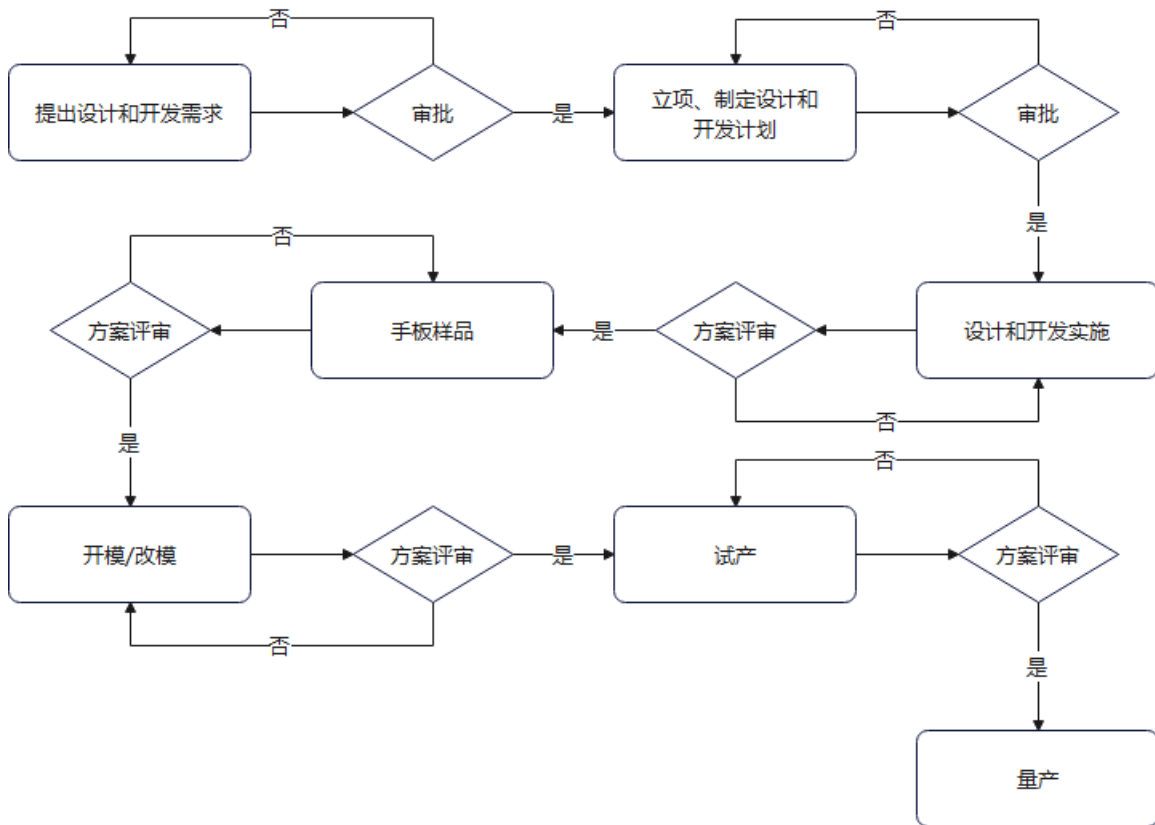 否
否
提出设计和开发需求
审批
是
立项、制定设计和
开发计划
审批
是
否
方案评审
手板样品
是
方案评审
设计和开发实施
否
是
否
开模/改模
方案评审
是
试产
方案评审
否
是
量产